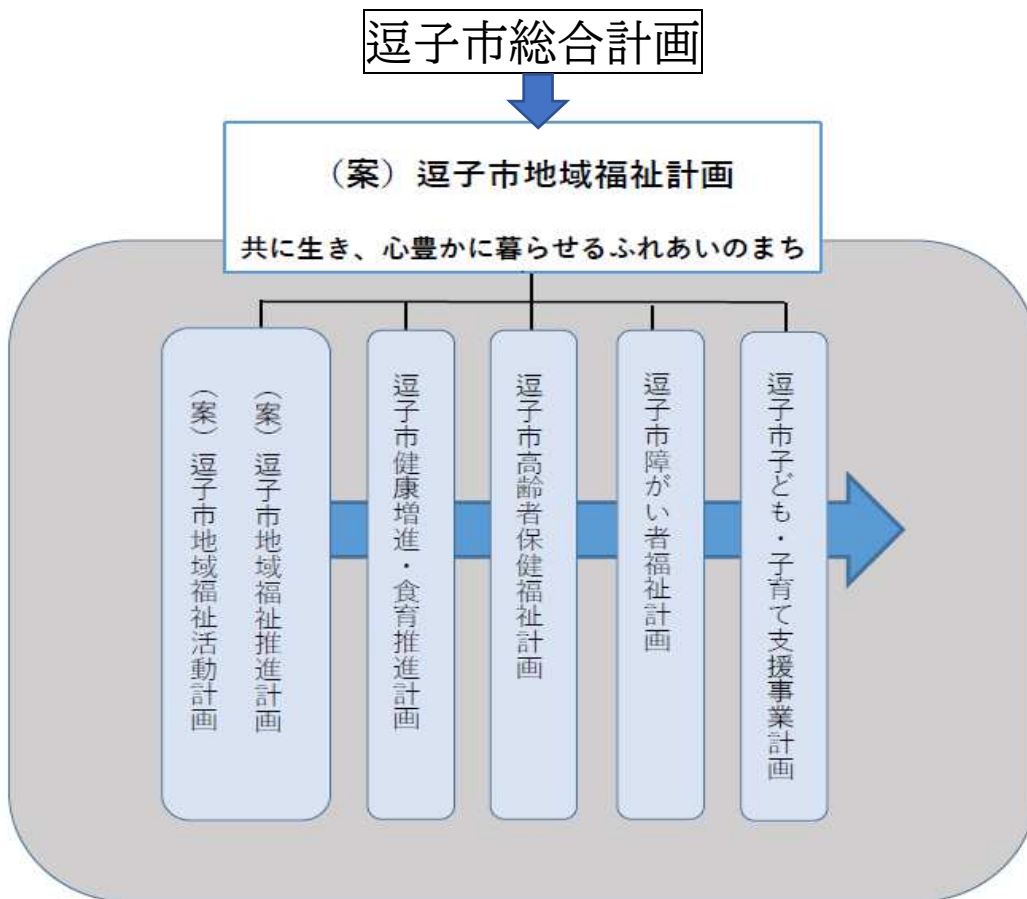 逗子市総合計画
（案）逗子市地域福祉計画
共に生き、心豊かに暮らせるふれあいのまち
（案）逗子市地域福祉推進計画
（案）逗子市地域福祉活動計画
逗子市健康増進・食育推進計画
逗子市高齢者保健福祉計画
逗子市障がい者福祉計画
逗子市子ども・子育て支援事業計画